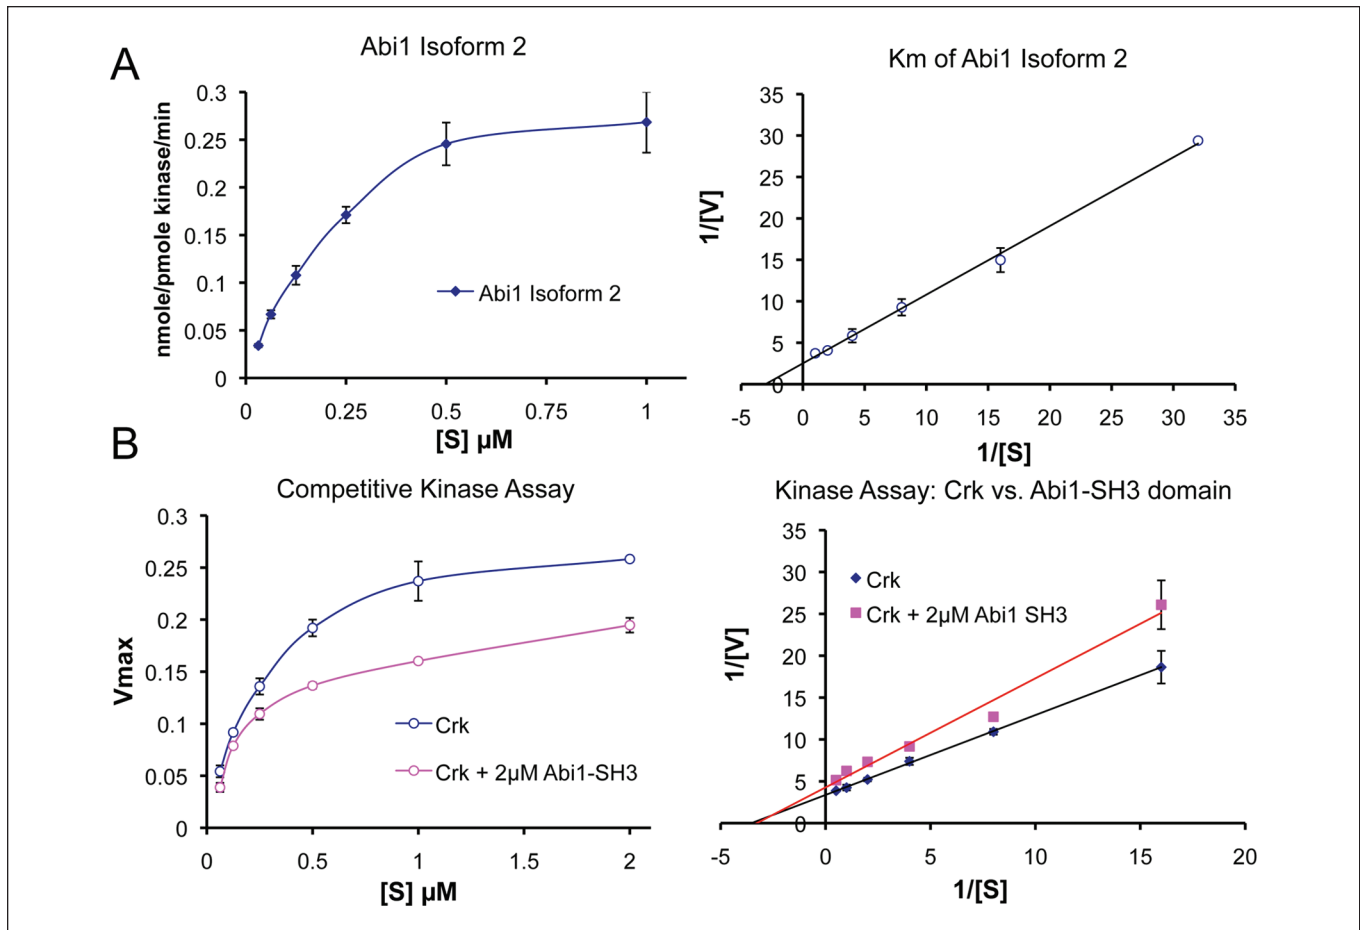 A
Abi1 Isoform 2
nmole/pmole kinase/min
0.3
0.25
0.2
0.15
0.1
0.05
0
Abi1 Isoform 2
0 0.25 0.5 0.75 1
[S] µM
Km of Abi1 Isoform 2
1/[V]
35
30
25
20
15
10
5
0
-5 0 5 10 15 20 25 30 35
1/[S]
B
Competitive Kinase Assay
Vmax
0.3
0.25
0.2
0.15
0.1
0.05
0
Crk
Crk + 2µM Abi1-SH3
0 0.5 1 1.5 2
[S] µM
Kinase Assay: Crk vs. Abi1-SH3 domain
1/[V]
35
30
25
20
15
10
5
0
Crk
Crk + 2µM Abi1 SH3
-5 0 5 10 15 20
1/[S]